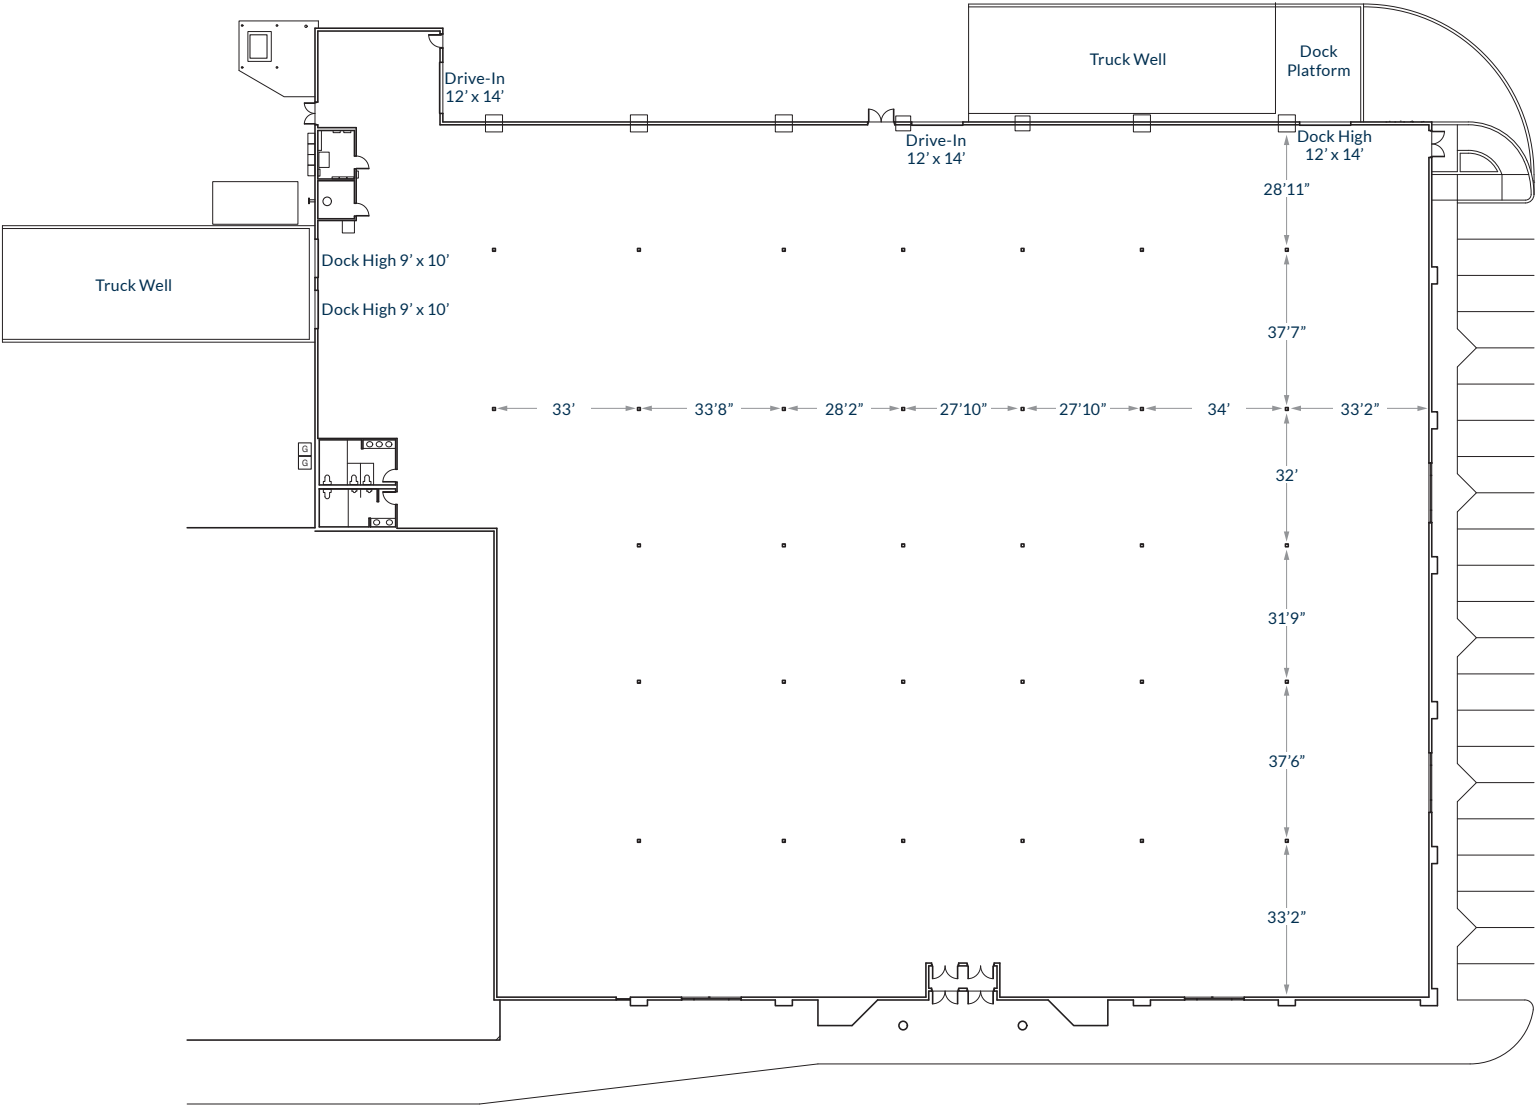 Truck Well
Dock
Platform
Drive-In
12’ x 14’
Drive-In
12’ x 14’
Dock High
12’ x 14’
28’11”
Dock High 9’ x 10’
Truck Well
Dock High 9’ x 10’
37’7”
33’
33’8”
28’2”
27’10”
27’10”
34’
33’2”
G
G
32’
31’9”
37’6”
33’2”